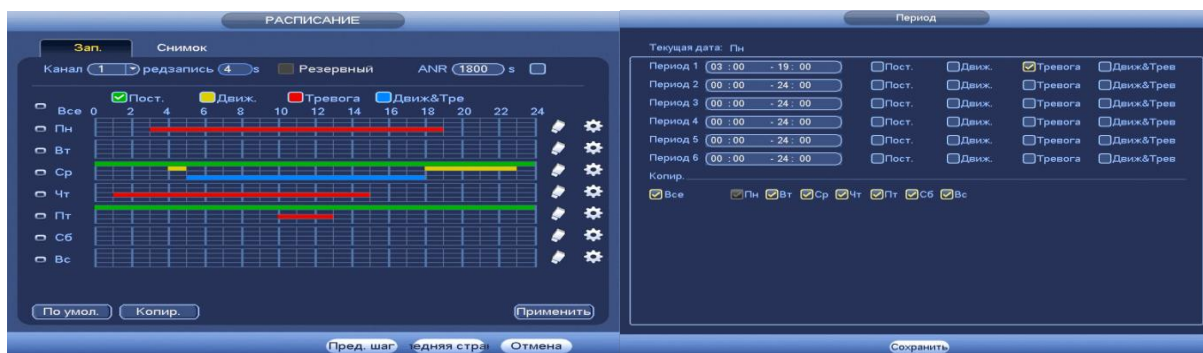 РАСПИСАНИЕ
Зап. Снимок
Канал 1 редзапись 4 s Резервный ANR 1800 s
Пост. Движ. Тревога Движ&Тре
Все 0 2 4 6 8 10 12 14 16 18 20 22 24
Пн
Вт
Ср
Чт
Пт
Сб
Вс
По умол. Копир. Применить
Пред. шаг едняя стра Отмена
Период
Текущая дата: Пн
Период 1 03 :00 - 19: 00 Пост. Движ. Тревога Движ&Трев
Период 2 00 :00 - 24: 00 Пост. Движ. Тревога Движ&Трев
Период 3 00 :00 - 24: 00 Пост. Движ. Тревога Движ&Трев
Период 4 00 :00 - 24: 00 Пост. Движ. Тревога Движ&Трев
Период 5 00 :00 - 24: 00 Пост. Движ. Тревога Движ&Трев
Период 6 00 :00 - 24: 00 Пост. Движ. Тревога Движ&Трев
Копир.
Все Пн Вт Ср Чт Пт Сб Вс
Сохранить